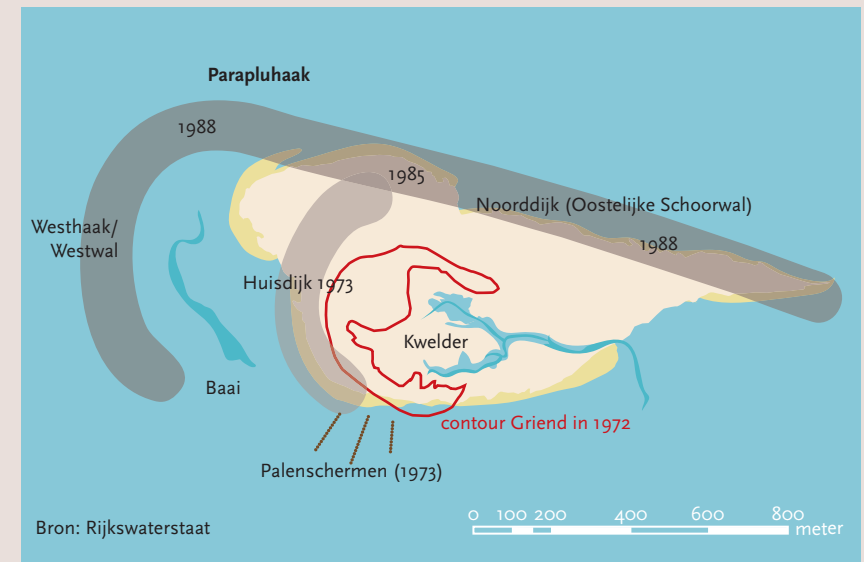 Parapluhaak
1988
1985
Noorddijk (Oostelijke Schoorwal)
Westhaak/
Westwal
1988
Huisdijk 1973
Kwelder
Baai
contour Griend in 1972
Palenschermen (1973)
Bron: Rijkswaterstaat
0 100 200 400 600 800
meter